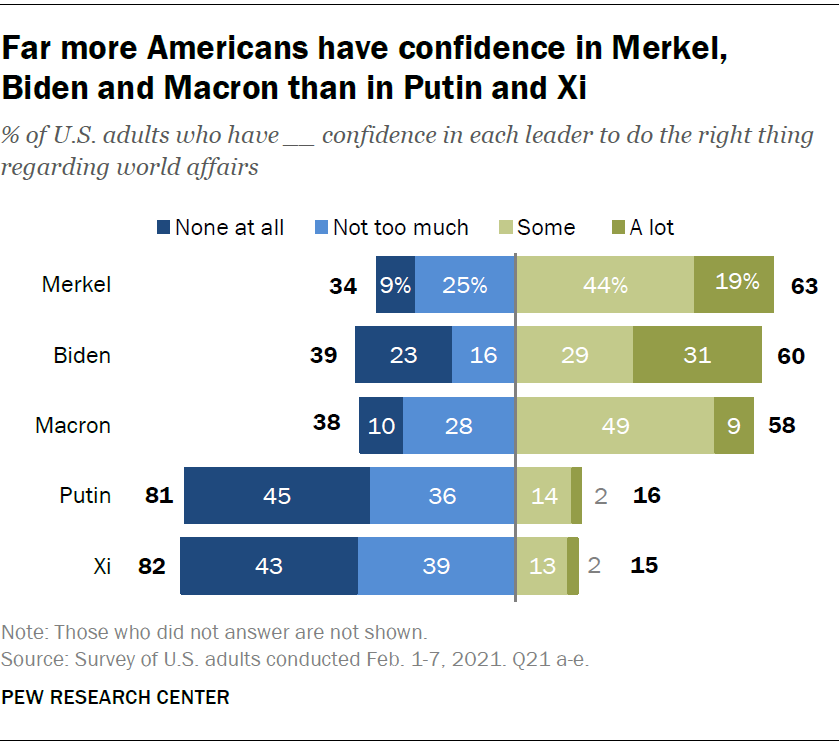 Far more Americans have confidence in Merkel,
Biden and Macron than in Putin and Xi
% of U.S. adults who have __ confidence in each leader to do the right thing
regarding world affairs
None at all Not too much Some A lot
Merkel 34 9% 25% 44% 19% 63
Biden 39 23 16 29 31 60
Macron 38 10 28 49 9 58
Putin 81 45 36 14 2 16
Xi 82 43 39 13 2 15
Note: Those who did not answer are not shown.
Source: Survey of U.S. adults conducted Feb. 1-7, 2021. Q21 a-e.
PEW RESEARCH CENTER